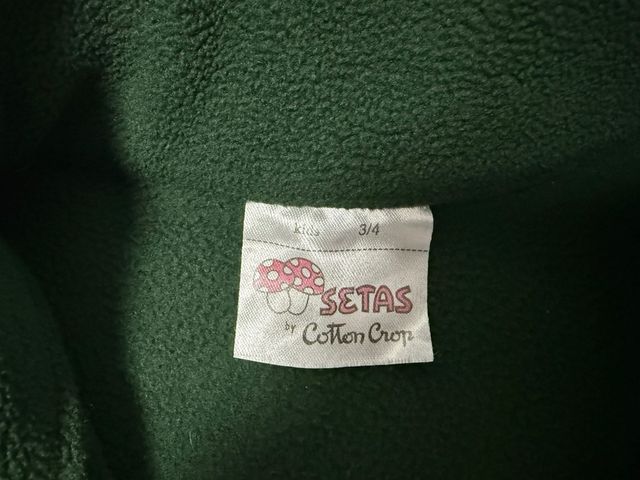 kids 3/4
SETAS
by Cotton Crop